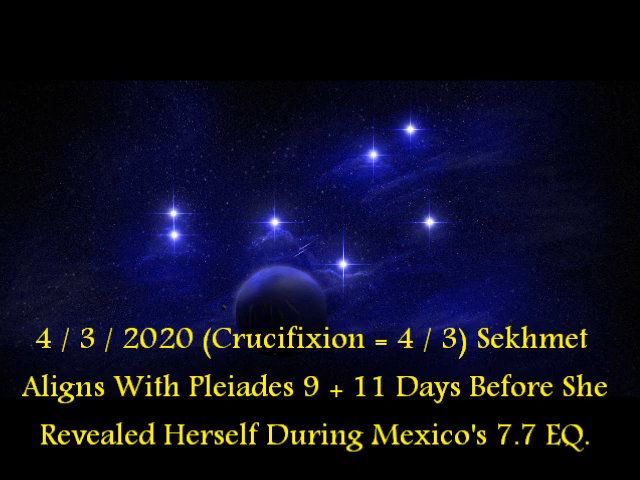 4 / 3 / 2020 (Crucifixion = 4 / 3) Sekhmet
Aligns With Pleiades 9 + 11 Days Before She
Revealed Herself During Mexico's 7.7 EQ.